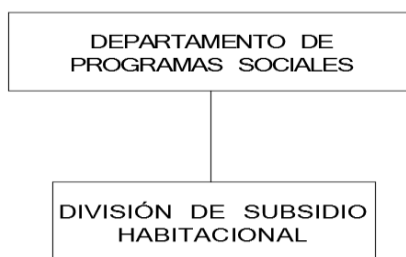 DEPARTAMENTO DE
PROGRAMAS SOCIALES
DIVISIÓN DE SUBSIDIO
HABITACIONAL